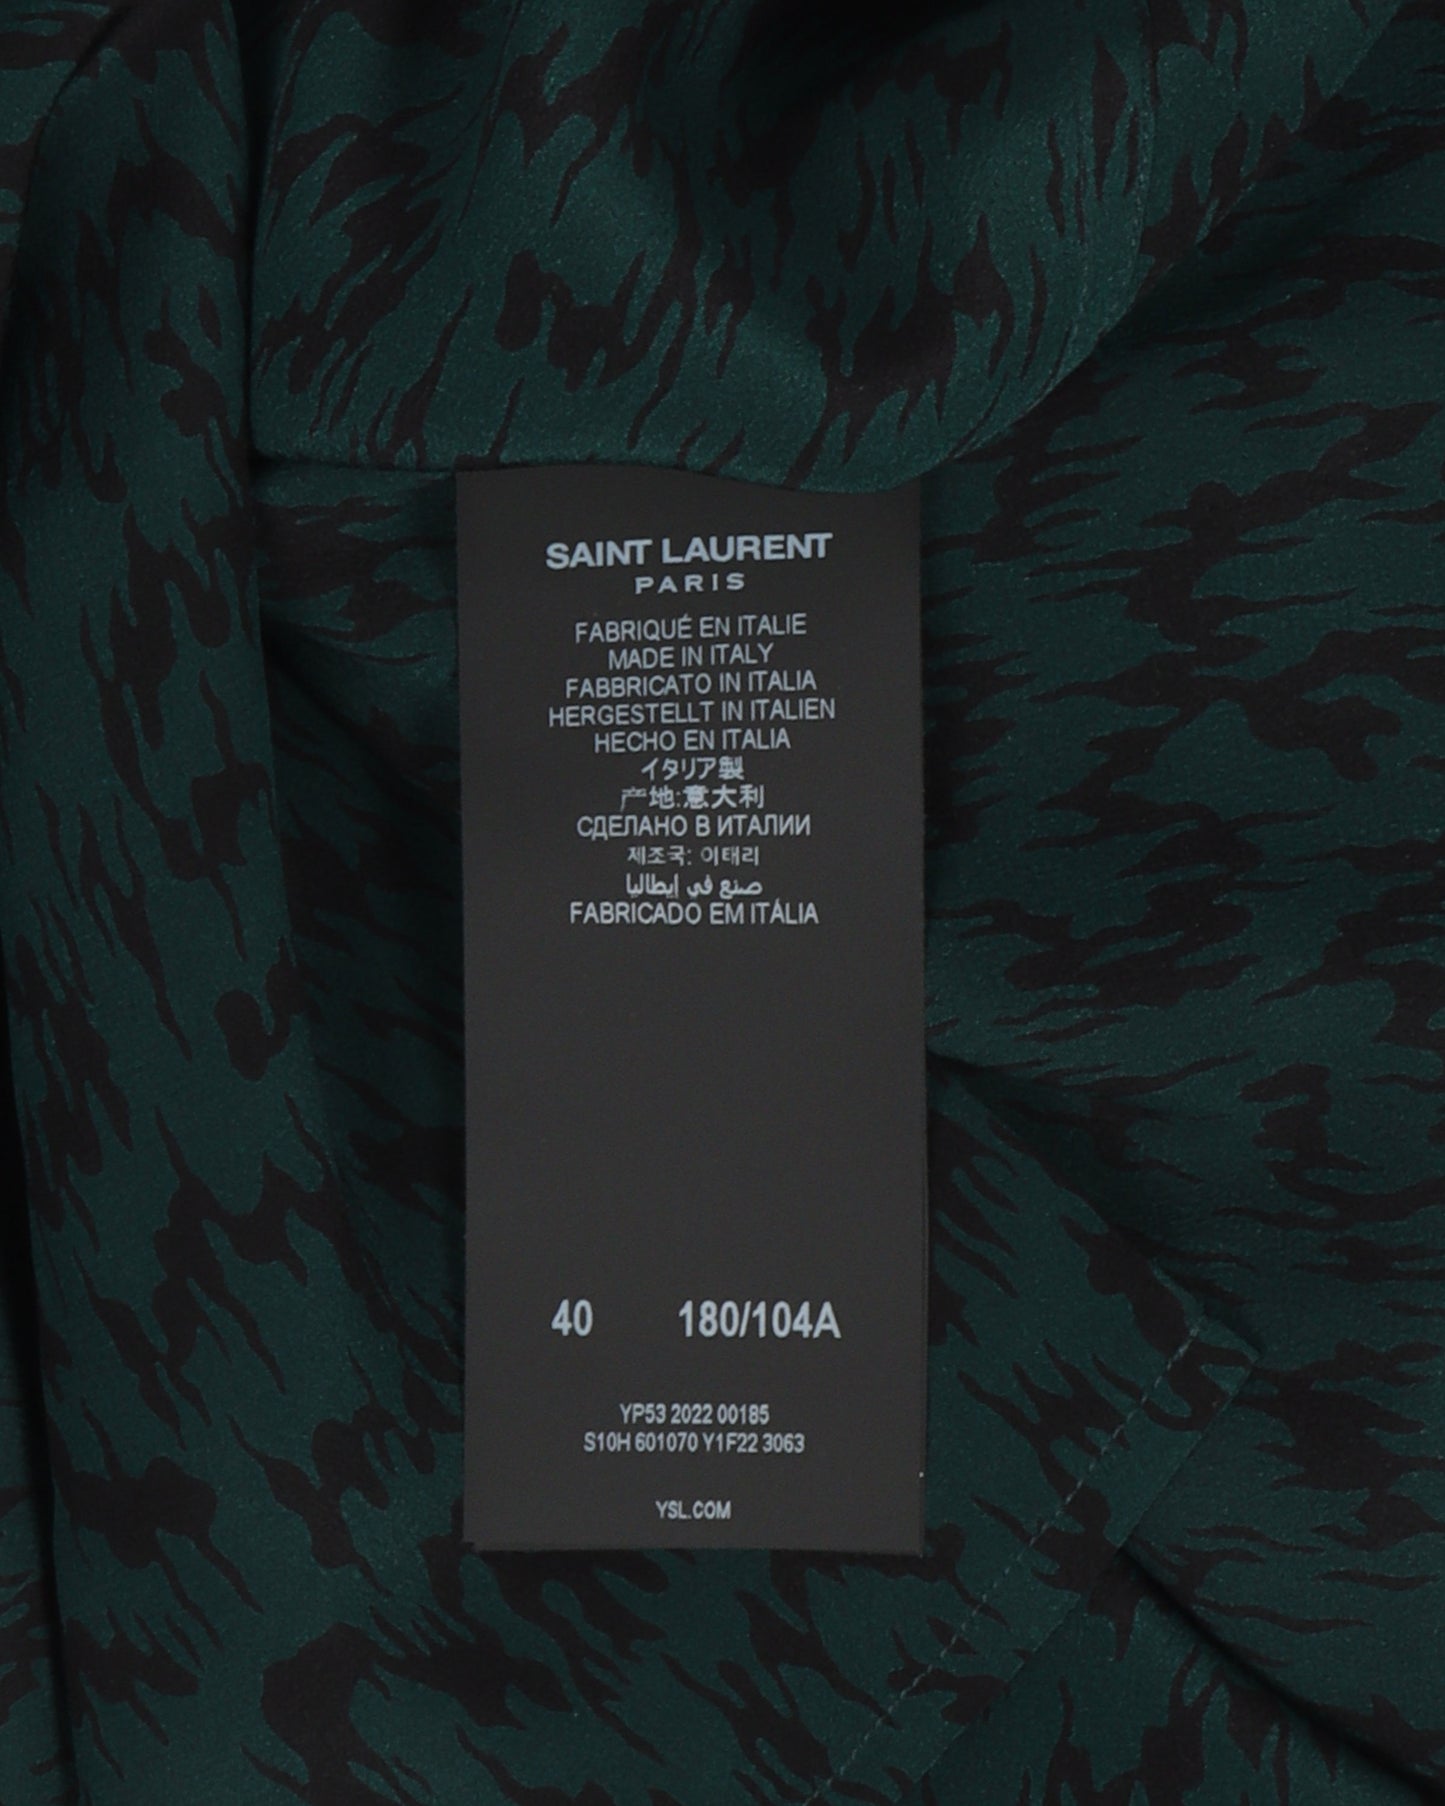 SAINT LAURENT
PARIS
FABRIQUÉ EN ITALIE
MADE IN ITALY
FABBRICATO IN ITALIA
HERGESTELLT IN ITALIEN
HECHO EN ITALIA
イタリア製
产地:意大利
СДЕЛАНО В ИТАЛИИ
제조국: 이태리
صنع في إيطاليا
FABRICADO EM ITÁLIA
40 180/104A
YP53 2022 00185
S10H 601070 Y1F22 3063
YSL.COM